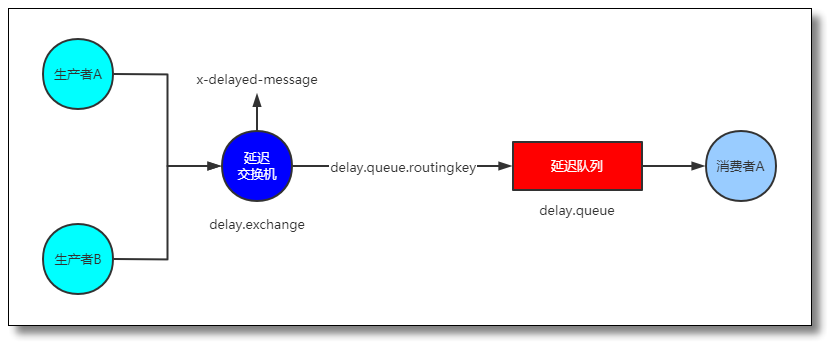 生产者A
x-delayed-message
延迟
交换机
delay.queue.routingkey
延迟队列
消费者A
delay.exchange
delay.queue
生产者B